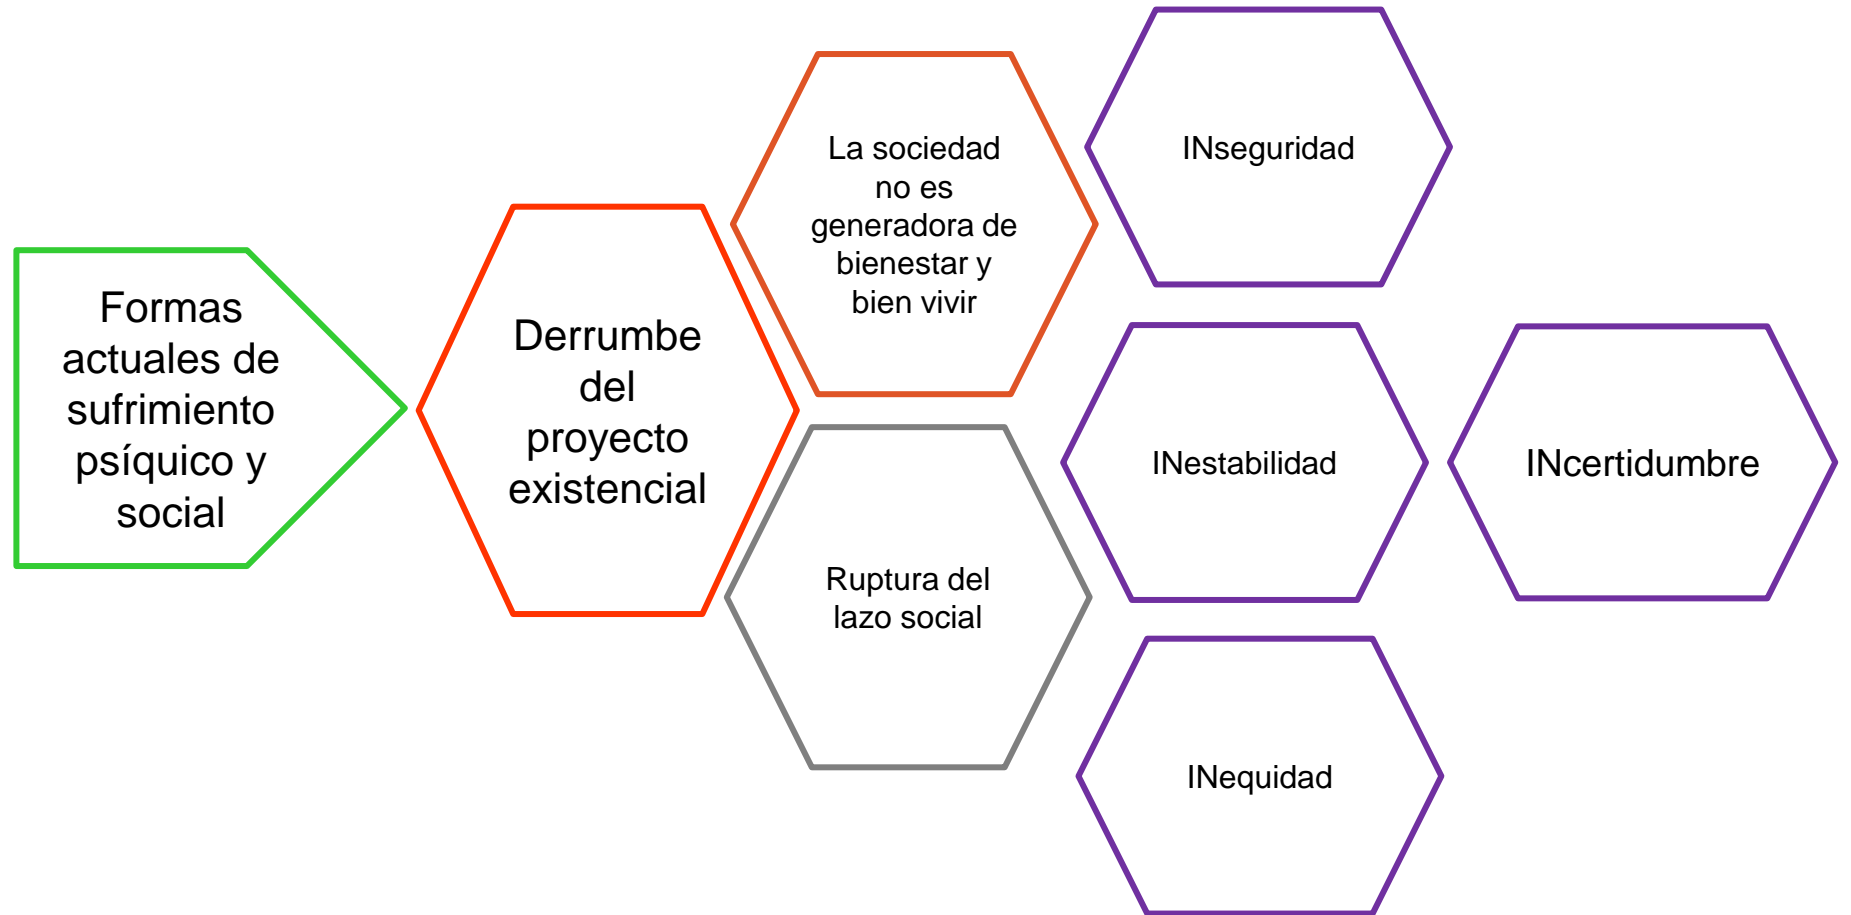 Formas
actuales de
sufrimiento
psíquico y
social
Derrumbe
del
proyecto
existencial
La sociedad
no es
generadora de
bienestar y
bien vivir
Ruptura del
lazo social
INseguridad
INestabilidad
INequidad
INcertidumbre